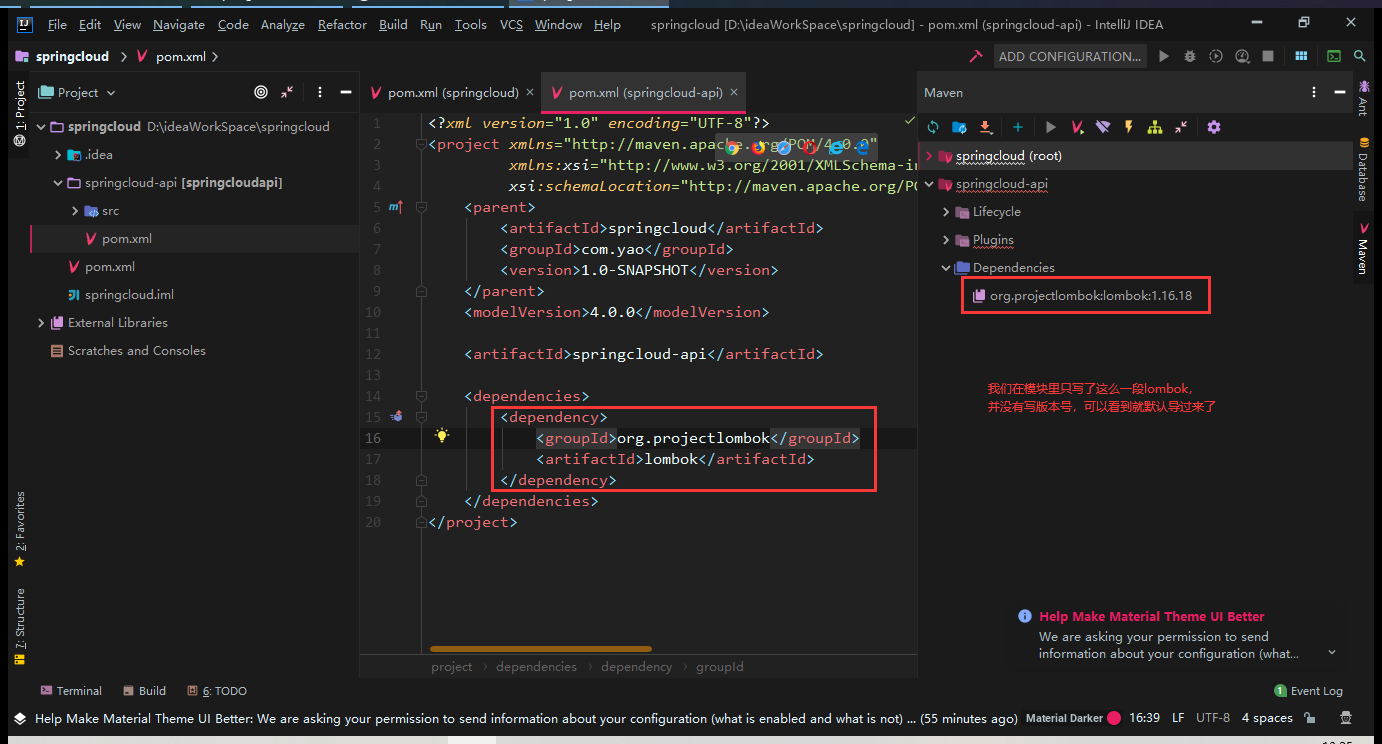 File Edit View Navigate Code Analyze Refactor Build Run Tools VCS Window Help springcloud [D:\ideaWorkSpace\springcloud] - pom.xml (springcloud-api) - IntelliJ IDEA
springcloud pom.xml ADD CONFIGURATION...
1: Project
Project
springcloud D:\ideaWorkSpace\springcloud
.idea
springcloud-api [springcloudapi]
src
pom.xml
pom.xml
springcloud.iml
External Libraries
Scratches and Consoles
2: Favorites
7: Structure
pom.xml (springcloud) pom.xml (springcloud-api)
1 <?xml version="1.0" encoding="UTF-8"?>
2 <project xmlns="http://maven.apache.org/POM/4.0.0"
3 xmlns:xsi="http://www.w3.org/2001/XMLSchema-in
4 xsi:schemaLocation="http://maven.apache.org/PO
5 <parent>
6 <artifactId>springcloud</artifactId>
7 <groupId>com.yao</groupId>
8 <version>1.0-SNAPSHOT</version>
9 </parent>
10 <modelVersion>4.0.0</modelVersion>
11
12 <artifactId>springcloud-api</artifactId>
13
14 <dependencies>
15 <dependency>
16 <groupId>org.projectlombok</groupId>
17 <artifactId>lombok</artifactId>
18 </dependency>
19 </dependencies>
20 </project>
project dependencies dependency groupId
Maven
springcloud (root)
springcloud-api
Lifecycle
Plugins
Dependencies
org.projectlombok:lombok:1.16.18
我们在模块里只写了这么一段lombok,
并没有写版本号，可以看到就默认导过来了
Ant
Database
Maven
Help Make Material Theme UI Better
We are asking your permission to send
information about your configuration (what...
Terminal Build 6: TODO 1 Event Log
Help Make Material Theme UI Better: We are asking your permission to send information about your configuration (what is enabled and what is not) ... (55 minutes ago) Material Darker 16:39 LF UTF-8 4 spaces